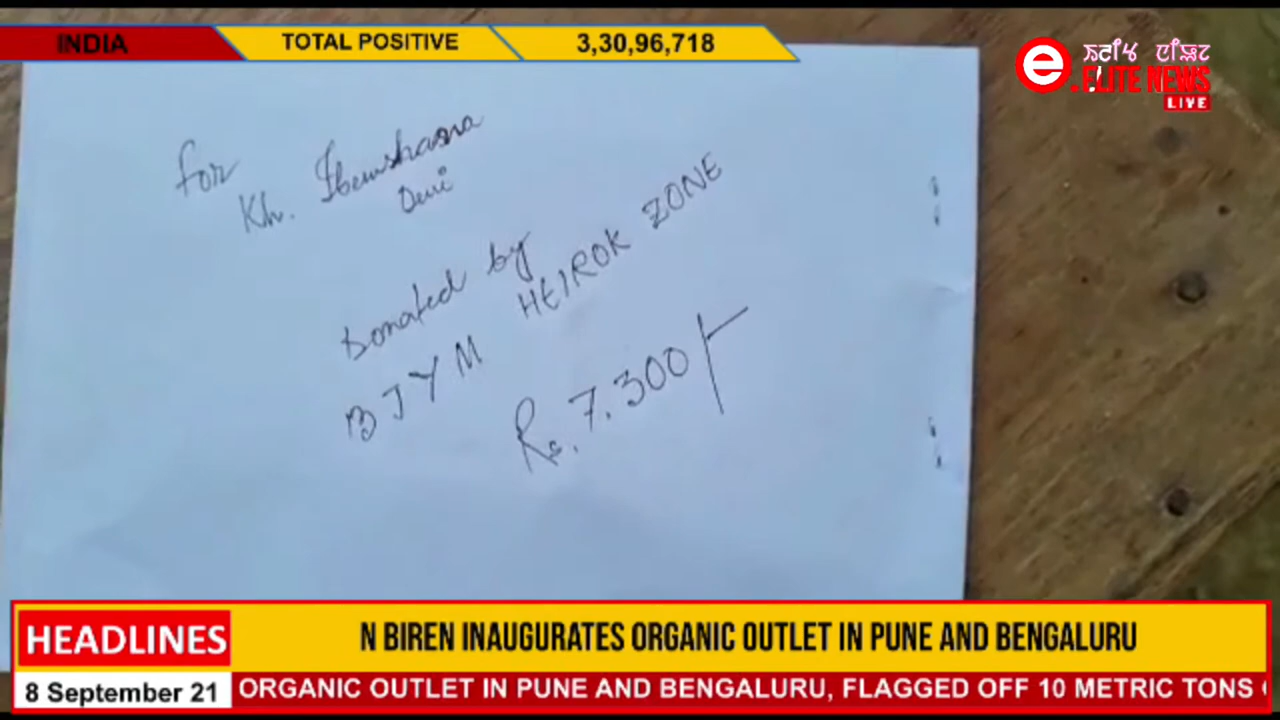 INDIA TOTAL POSITIVE 3,30,96,718
e. ELITE NEWS
LIVE
for
Kh. Ibemshana
Devi
Donated by
BJYM HEIROK ZONE
Rs. 7.300/-
HEADLINES N BIREN INAUGURATES ORGANIC OUTLET IN PUNE AND BENGALURU
8 September 21 ORGANIC OUTLET IN PUNE AND BENGALURU, FLAGGED OFF 10 METRIC TONS